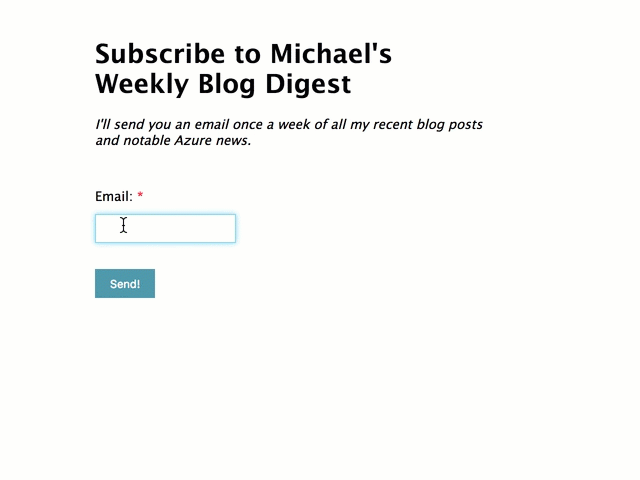 Subscribe to Michael's
Weekly Blog Digest
I'll send you an email once a week of all my recent blog posts
and notable Azure news.
Email: *
Send!